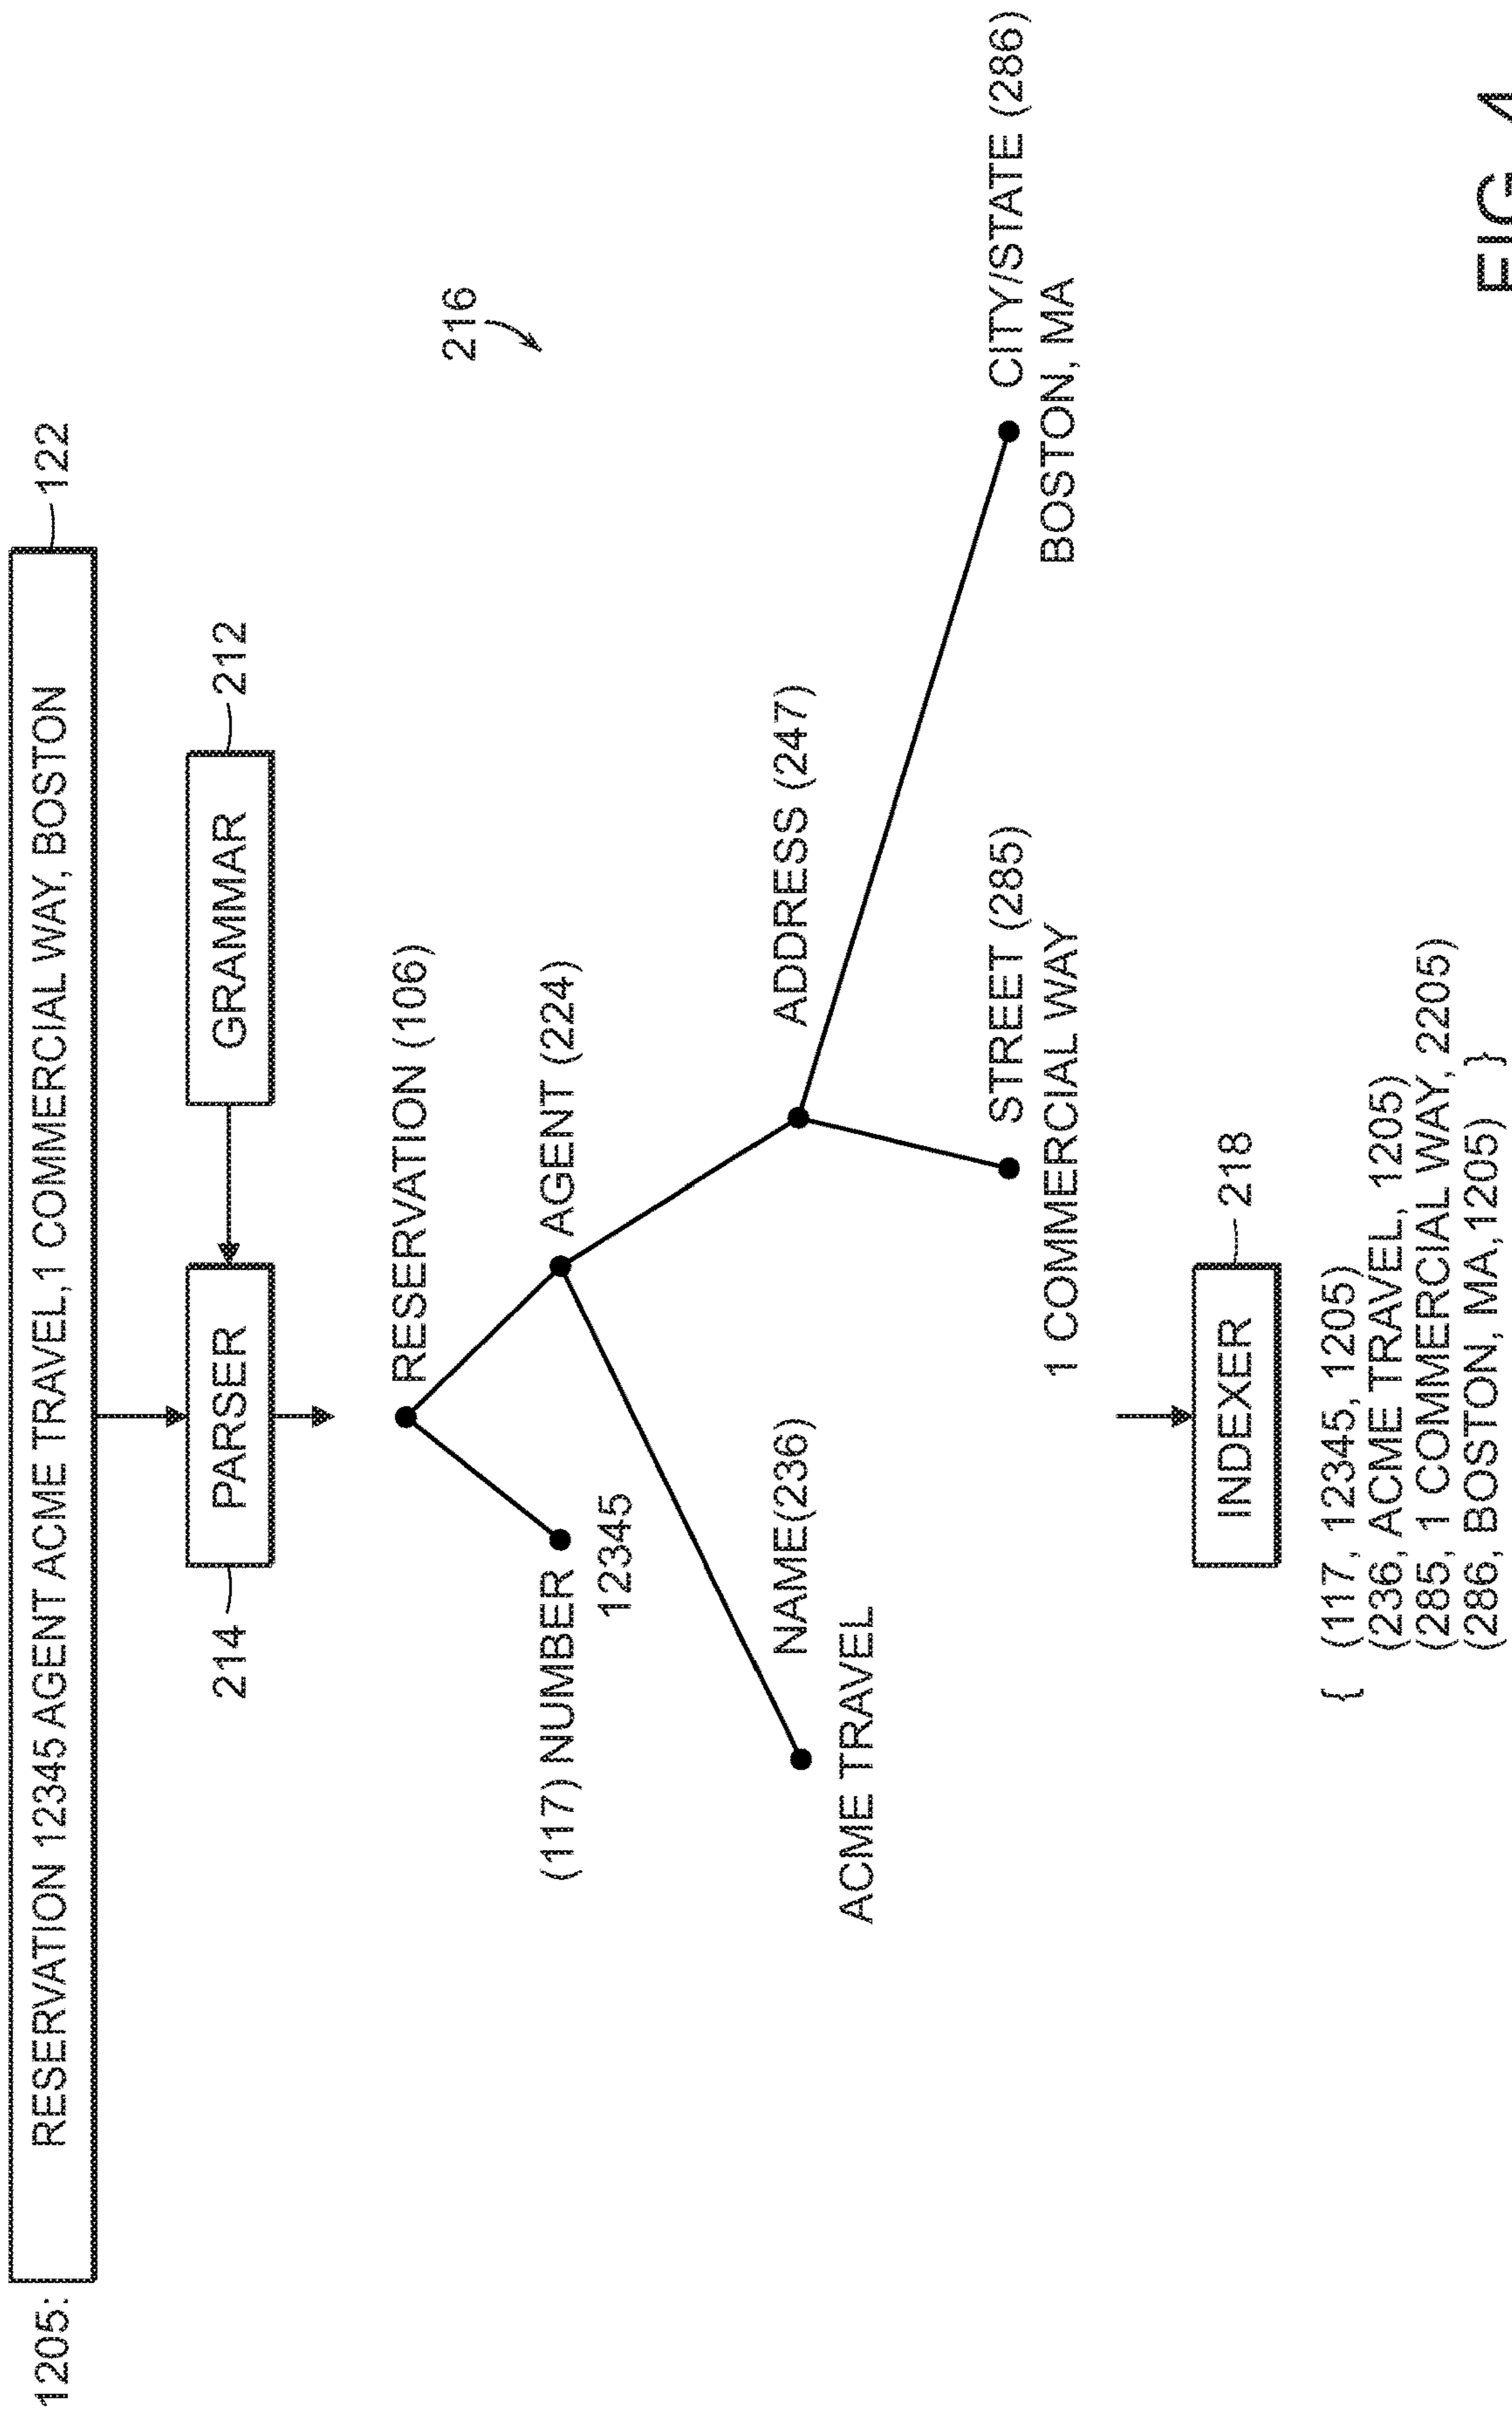 1205:
RESERVATION 12345 AGENT ACME TRAVEL, 1 COMMERCIAL WAY, BOSTON
122
214
PARSER
GRAMMAR
212
RESERVATION (106)
216
(117) NUMBER
12345
AGENT (224)
NAME(236)
ACME TRAVEL
ADDRESS (247)
STREET (285)
1 COMMERCIAL WAY
CITY/STATE (286)
BOSTON, MA
INDEXER
218
{ (117, 12345, 1205)
(236, ACME TRAVEL, 1205)
(285, 1 COMMERCIAL WAY, 2205)
(286, BOSTON, MA,1205) }
FIG. 4